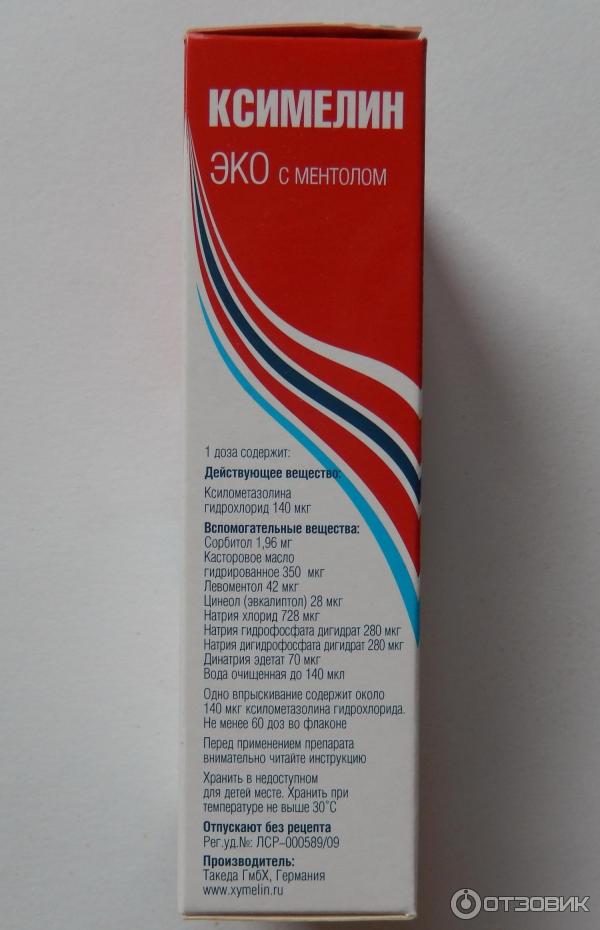 КСИМЕЛИН
ЭКО С МЕНТОЛОМ
1 доза содержит:
Действующее вещество:
Ксилометазолина
гидрохлорид 140 мкг
Вспомогательные вещества:
Сорбитол 1,96 мг
Касторовое масло
гидрированное 350 мкг
Левоментол 42 мкг
Цинеол (эвкалиптол) 28 мкг
Натрия хлорид 728 мкг
Натрия гидрофосфата дигидрат 280 мкг
Натрия дигидрофосфата дигидрат 280 мкг
Динатрия эдетат 70 мкг
Вода очищенная до 140 мкл
Одно впрыскивание содержит около
140 мкг ксилометазолина гидрохлорида.
Не менее 60 доз во флаконе
Перед применением препарата
внимательно читайте инструкцию
Хранить в недоступном
для детей месте. Хранить при
температуре не выше 30˚С
Отпускают без рецепта
Рег.уд.№: ЛСР–000589/09
Производитель:
Такеда ГмбХ, Германия
www.xymelin.ru
ОТЗОВИК